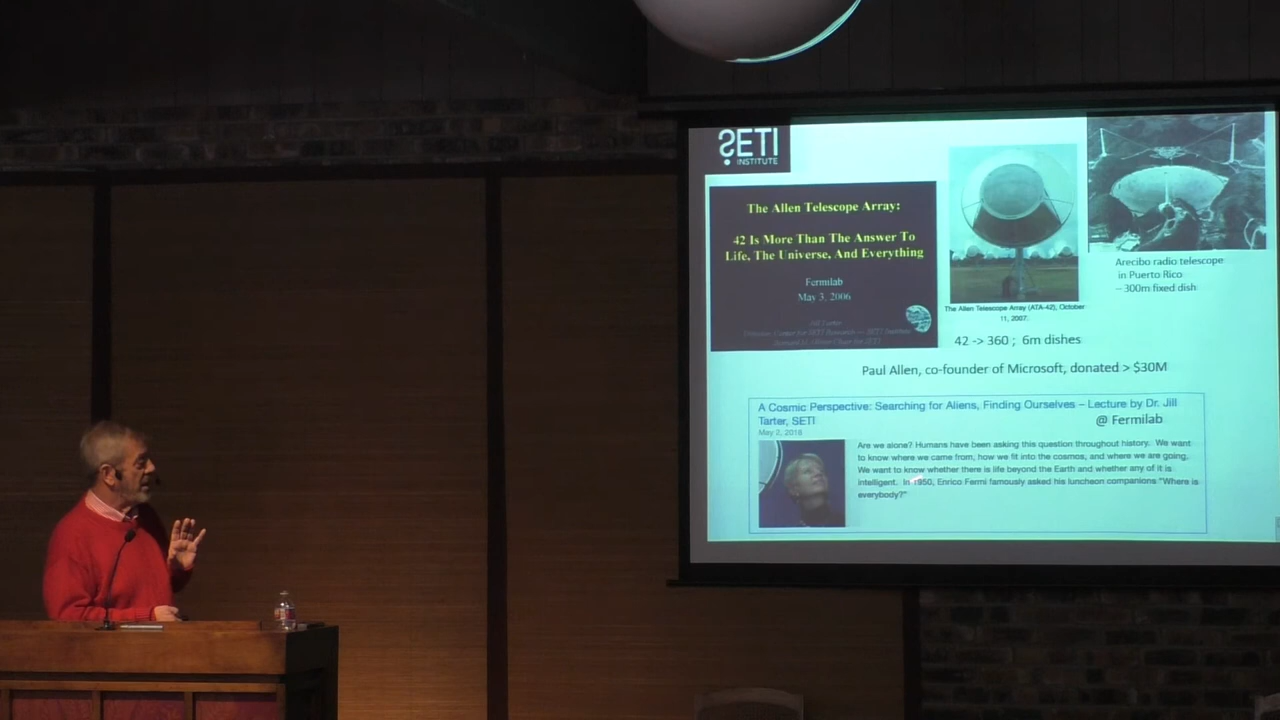 SETI
INSTITUTE
The Allen Telescope Array:
42 Is More Than The Answer To
Life, The Universe, And Everything
Fermilab
May 3, 2006
Jill Tarter
The Allen Telescope Array (ATA-42), October
11, 2007.
Arecibo radio telescope
in Puerto Rico
– 300m fixed dish
42 -> 360 ; 6m dishes
Paul Allen, co-founder of Microsoft, donated > $30M
A Cosmic Perspective: Searching for Aliens, Finding Ourselves – Lecture by Dr. Jill
Tarter, SETI
@ Fermilab
May 2, 2018
Are we alone? Humans have been asking this question throughout history. We want
to know where we came from, how we fit into the cosmos, and where we are going.
We want to know whether there is life beyond the Earth and whether any of it is
intelligent. In 1950, Enrico Fermi famously asked his luncheon companions "Where is
everybody?"